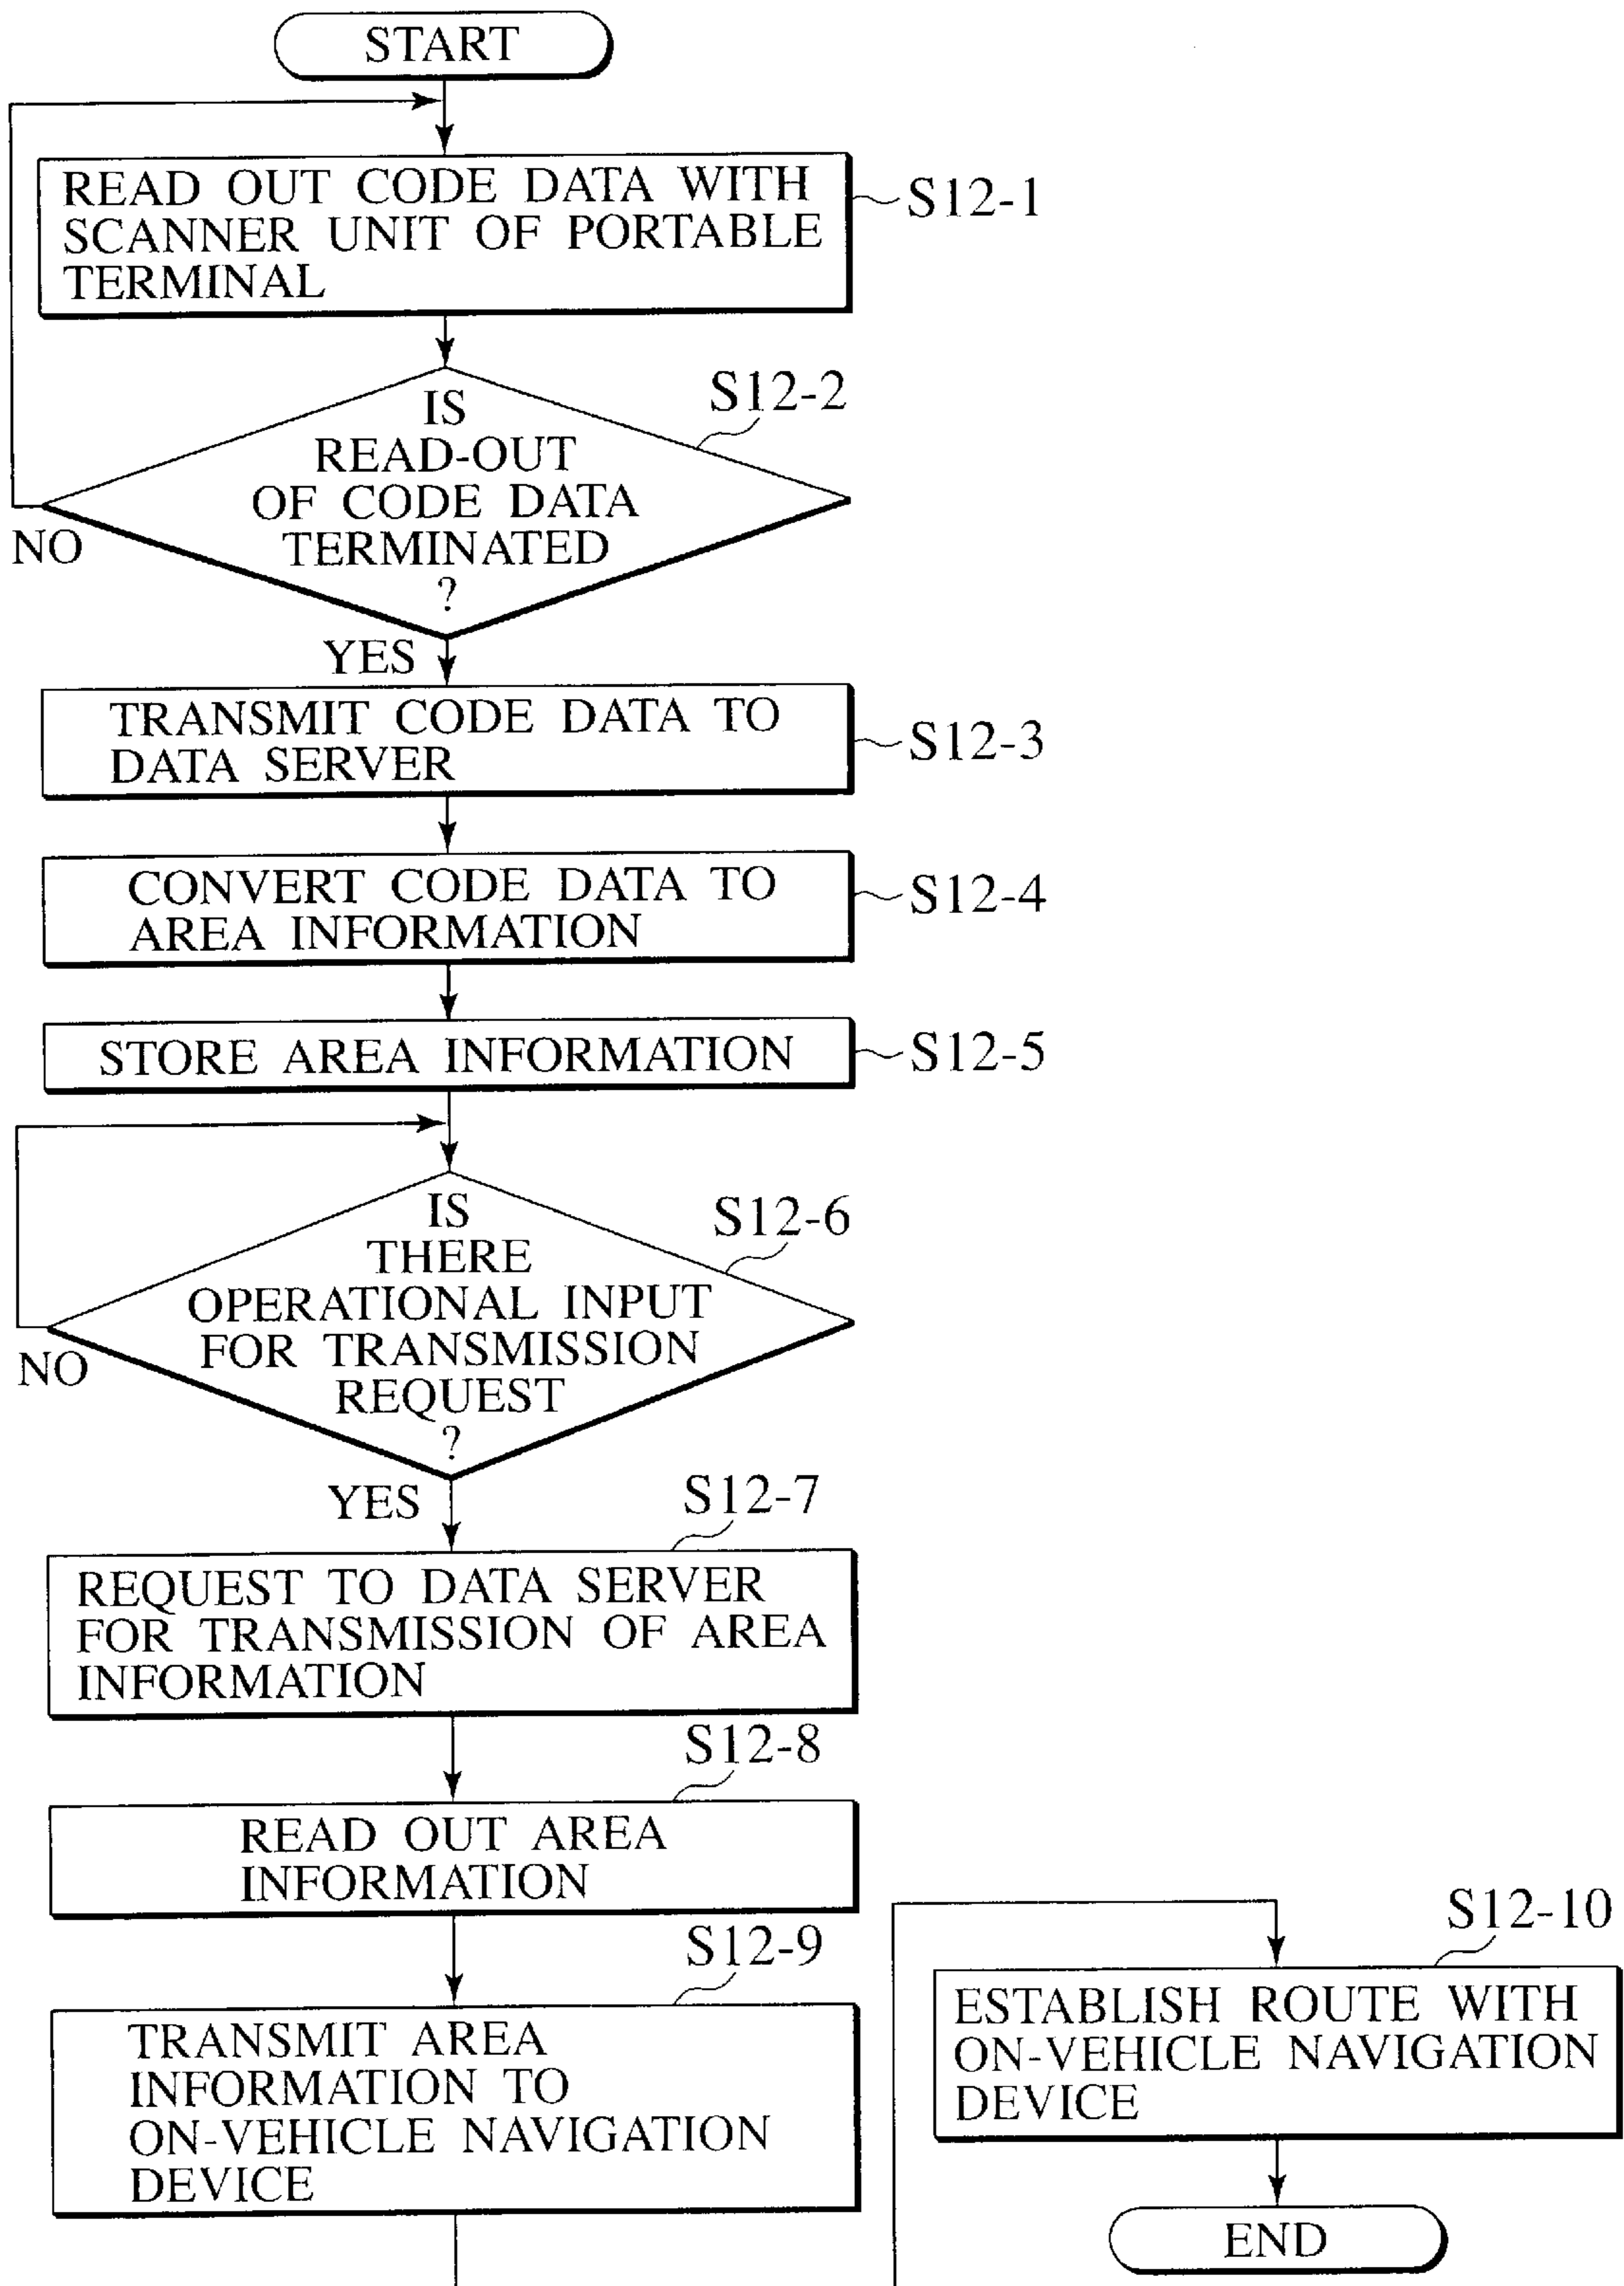 START
READ OUT CODE DATA WITH
SCANNER UNIT OF PORTABLE
TERMINAL
S12-1
IS
READ-OUT
OF CODE DATA
TERMINATED
?
S12-2
NO
YES
TRANSMIT CODE DATA TO
DATA SERVER
S12-3
CONVERT CODE DATA TO
AREA INFORMATION
S12-4
STORE AREA INFORMATION
S12-5
IS
THERE
OPERATIONAL INPUT
FOR TRANSMISSION
REQUEST
?
S12-6
NO
YES
S12-7
REQUEST TO DATA SERVER
FOR TRANSMISSION OF AREA
INFORMATION
S12-8
READ OUT AREA
INFORMATION
S12-9
TRANSMIT AREA
INFORMATION TO
ON-VEHICLE NAVIGATION
DEVICE
S12-10
ESTABLISH ROUTE WITH
ON-VEHICLE NAVIGATION
DEVICE
END